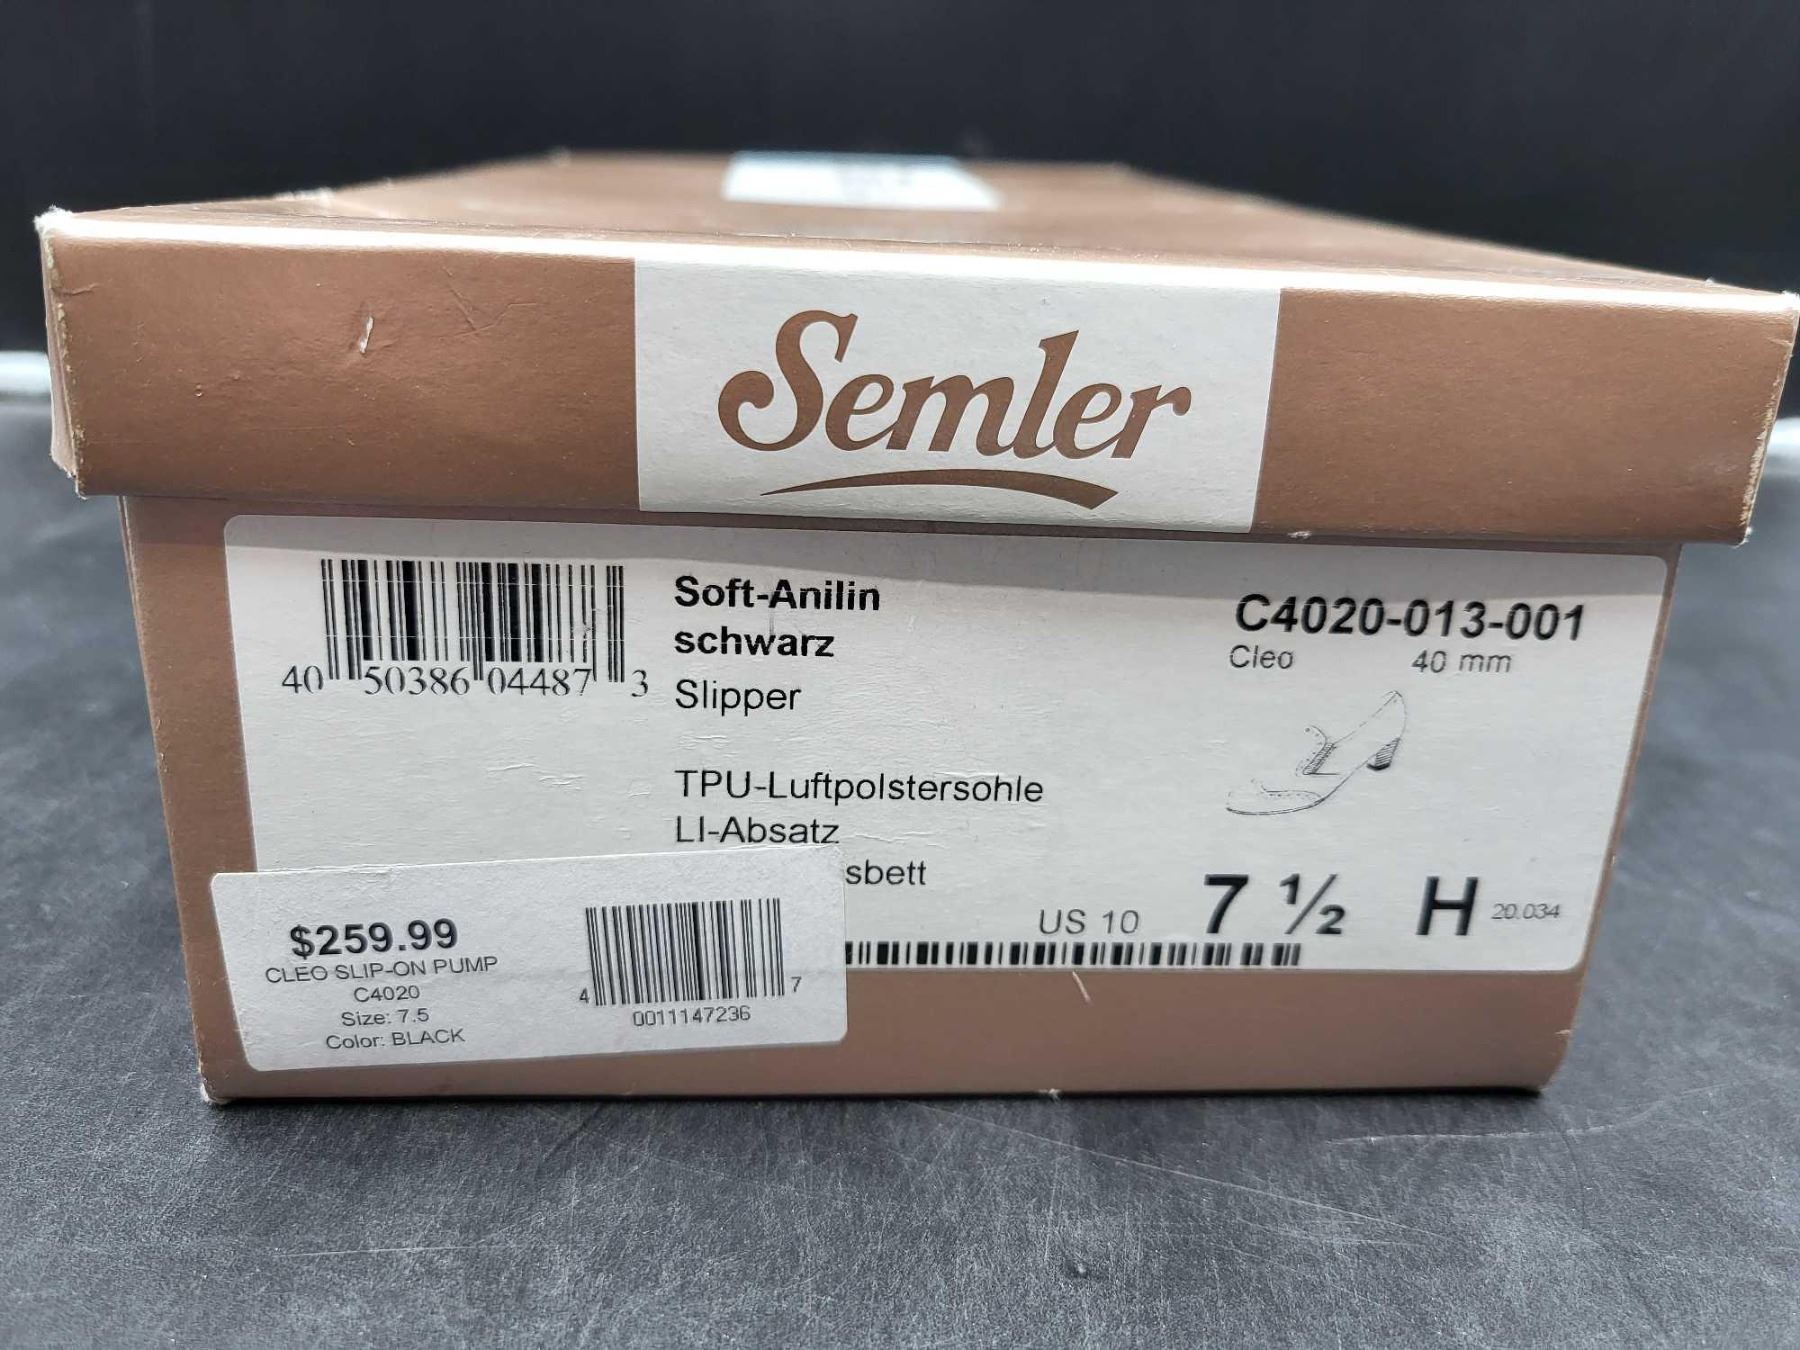 Semler
Soft-Anilin
schwarz
Slipper
TPU-Luftpolstersohle
LI-Absatz
sbett
40 50386 04487 3
C4020-013-001
Cleo 40 mm
US 10 7 ½ H 20.034
$259.99
CLEO SLIP-ON PUMP
C4020
Size: 7.5
Color: BLACK
4 7
0011147236